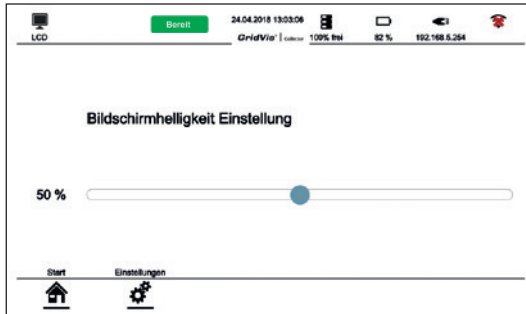 LCD
Bereit
24.04.2018 13:03:06
GridVis® | Collector
100% frei
82 %
192.168.5.254
Bildschirmhelligkeit Einstellung
50 %
Start
Einstellungen